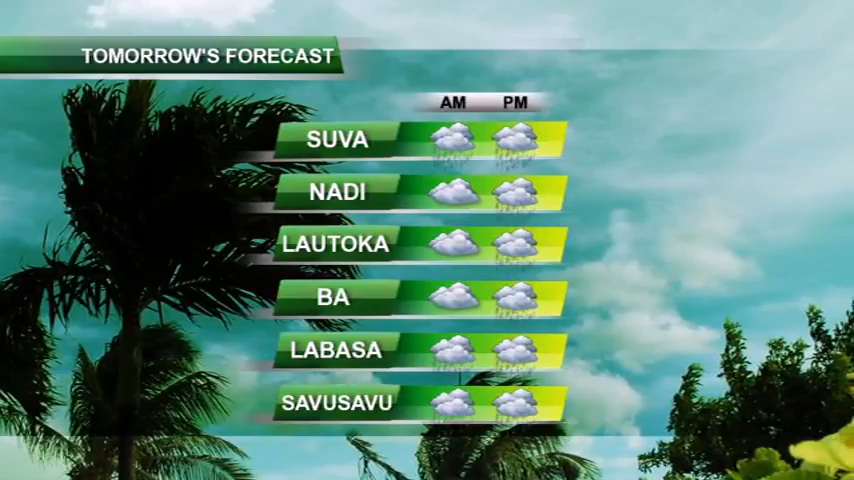 TOMORROW'S FORECAST
AM PM
SUVA
NADI
LAUTOKA
BA
LABASA
SAVUSAVU